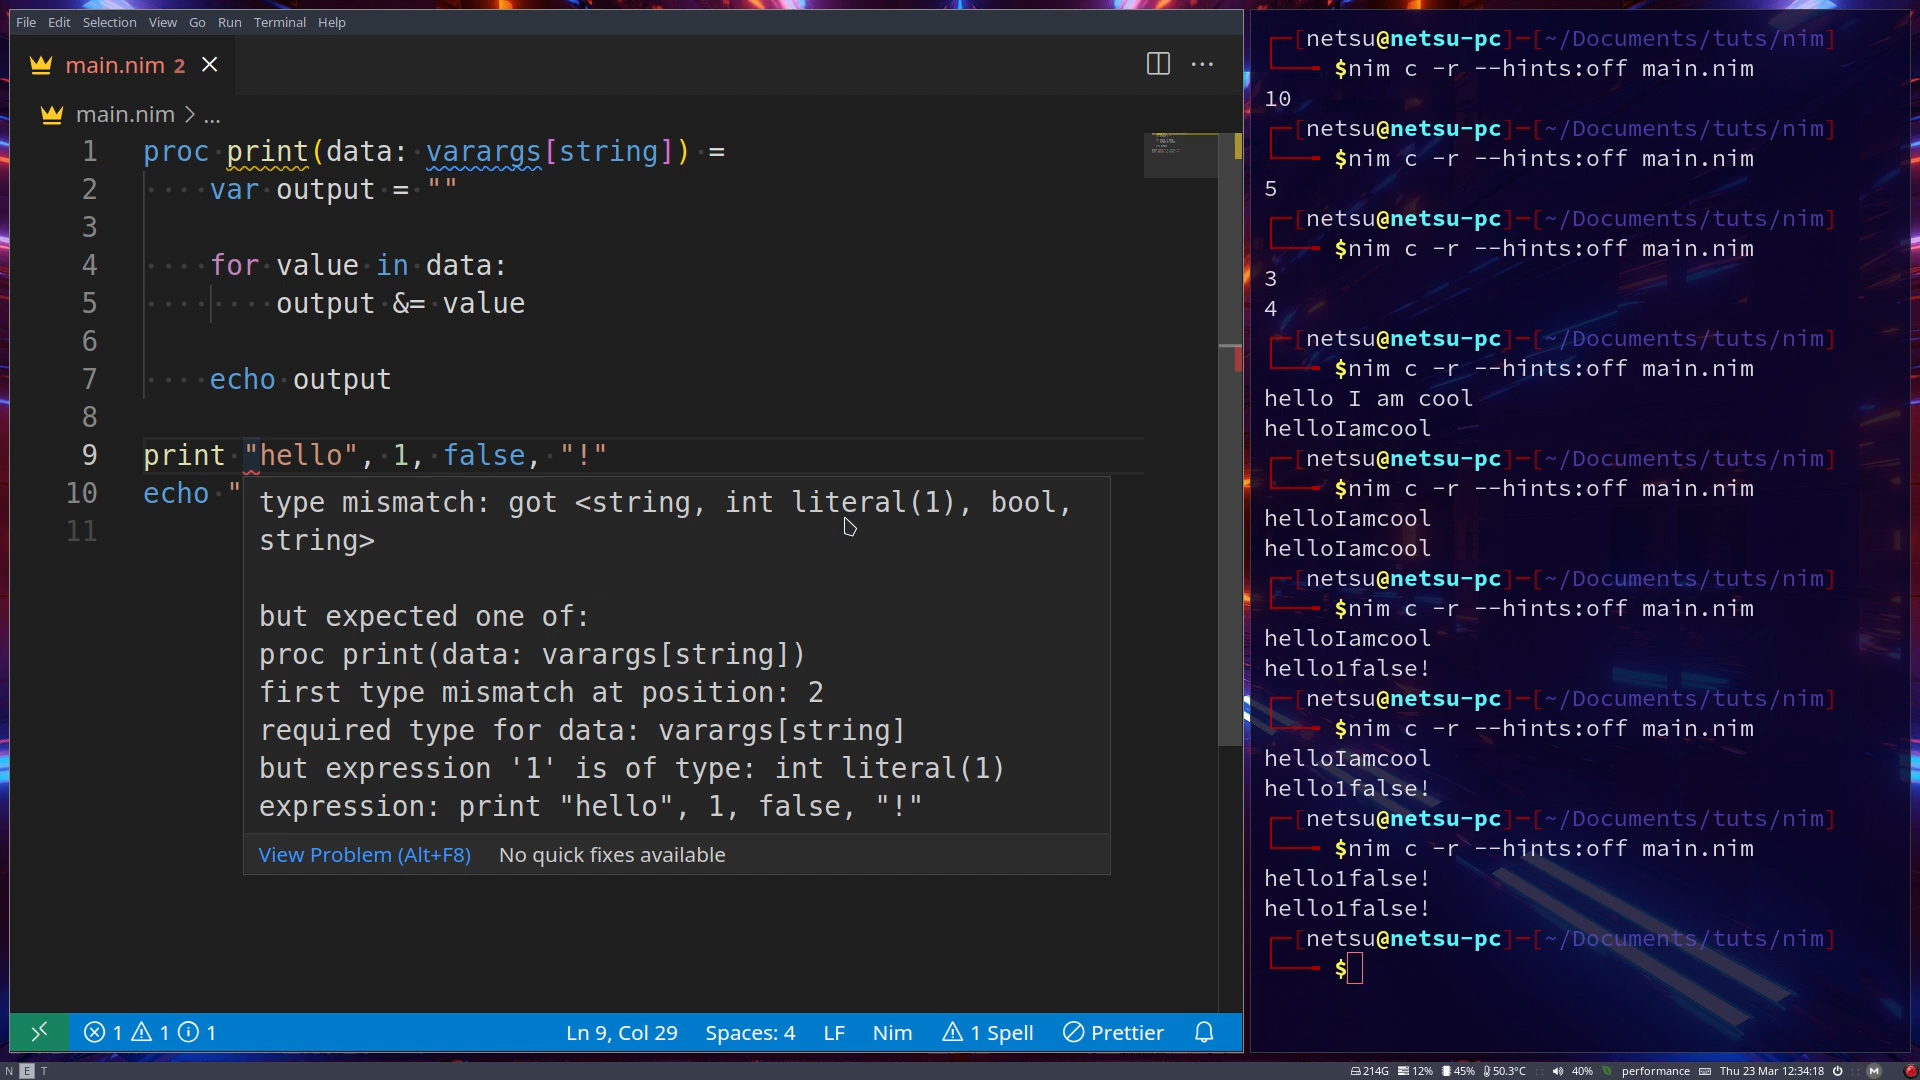 File Edit Selection View Go Run Terminal Help
main.nim 2
main.nim > ...
1 proc print(data: varargs[string]) =
2 var output = ""
3
4 for value in data:
5 output &= value
6
7 echo output
8
9 print "hello", 1, false, "!"
10 echo "
11
type mismatch: got <string, int literal(1), bool,
string>
but expected one of:
proc print(data: varargs[string])
first type mismatch at position: 2
required type for data: varargs[string]
but expression '1' is of type: int literal(1)
expression: print "hello", 1, false, "!"
View Problem (Alt+F8) No quick fixes available
1 1 1 Ln 9, Col 29 Spaces: 4 LF Nim 1 Spell Prettier
[netsu@netsu-pc]-[~/Documents/tuts/nim]
$nim c -r --hints:off main.nim
10
[netsu@netsu-pc]-[~/Documents/tuts/nim]
$nim c -r --hints:off main.nim
5
[netsu@netsu-pc]-[~/Documents/tuts/nim]
$nim c -r --hints:off main.nim
3
4
[netsu@netsu-pc]-[~/Documents/tuts/nim]
$nim c -r --hints:off main.nim
hello I am cool
helloIamcool
[netsu@netsu-pc]-[~/Documents/tuts/nim]
$nim c -r --hints:off main.nim
helloIamcool
helloIamcool
[netsu@netsu-pc]-[~/Documents/tuts/nim]
$nim c -r --hints:off main.nim
helloIamcool
hello1false!
[netsu@netsu-pc]-[~/Documents/tuts/nim]
$nim c -r --hints:off main.nim
helloIamcool
hello1false!
[netsu@netsu-pc]-[~/Documents/tuts/nim]
$nim c -r --hints:off main.nim
hello1false!
hello1false!
[netsu@netsu-pc]-[~/Documents/tuts/nim]
$
N E T 214G 12% 45% 50.3°C 40% performance Thu 23 Mar 12:34:18 M